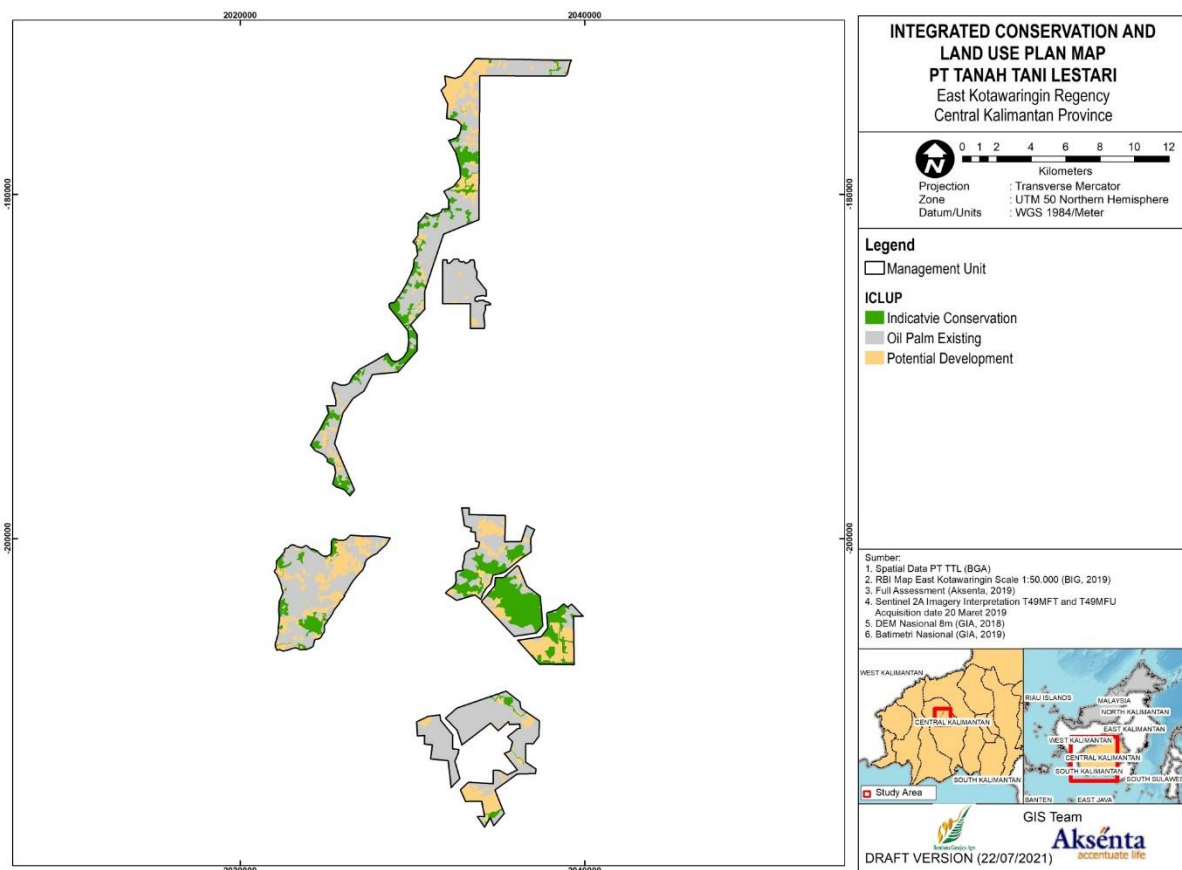 2020000
2040000
-180000
-180000
-200000
-200000
2020000
2040000
INTEGRATED CONSERVATION AND
LAND USE PLAN MAP
PT TANAH TANI LESTARI
East Kotawaringin Regency
Central Kalimantan Province
N
0 1 2 4 6 8 10 12
Kilometers
Projection : Transverse Mercator
Zone : UTM 50 Northern Hemisphere
Datum/Units : WGS 1984/Meter
Legend
Management Unit
ICLUP
Indicatvie Conservation
Oil Palm Existing
Potential Development
Sumber:
1. Spatial Data PT TTL (BGA)
2. RBI Map East Kotawaringin Scale 1:50.000 (BIG, 2019)
3. Full Assessment (Aksenta, 2019)
4. Sentinel 2A Imagery Interpretation T49MFT and T49MFU
Acquisition date 20 Maret 2019
5. DEM Nasional 8m (GIA, 2018)
6. Batimetri Nasional (GIA, 2019)
WEST KALIMANTAN
CENTRAL KALIMANTAN
SOUTH KALIMANTAN
Study Area
RIAU ISLANDS
MALAYSIA
NORTH KALIMANTAN
EAST KALIMANTAN
WEST KALIMANTAN
CENTRAL KALIMANTAN
SOUTH KALIMANTAN
SOUTH SULAWES
BANTEN
EAST JAVA
GIS Team
Aksenta
accentuate life
DRAFT VERSION (22/07/2021)